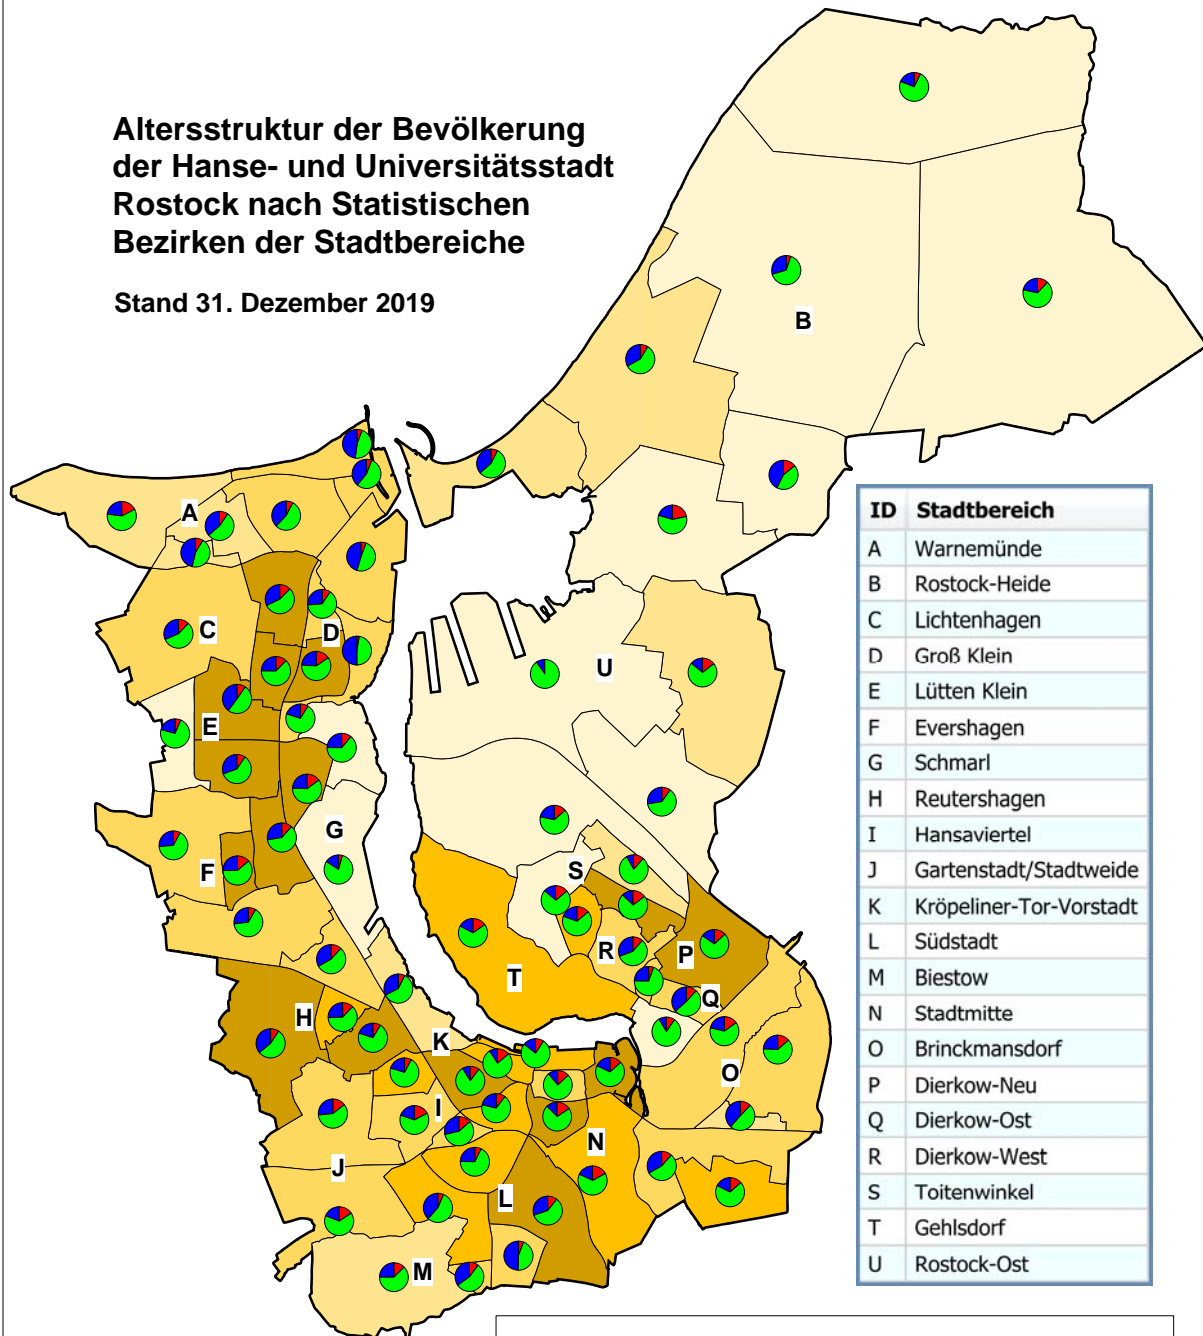 Altersstruktur der Bevölkerung
der Hanse- und Universitätsstadt
Rostock nach Statistischen
Bezirken der Stadtbereiche
Stand 31. Dezember 2019
B
A
C
D
U
E
G
F
S
R
P
T
Q
H
K
O
I
N
J
L
M
ID Stadtbereich
A Warnemünde
B Rostock-Heide
C Lichtenhagen
D Groß Klein
E Lütten Klein
F Evershagen
G Schmarl
H Reutershagen
I Hansaviertel
J Gartenstadt/Stadtweide
K Kröpeliner-Tor-Vorstadt
L Südstadt
M Biestow
N Stadtmitte
O Brinckmansdorf
P Dierkow-Neu
Q Dierkow-Ost
R Dierkow-West
S Toitenwinkel
T Gehlsdorf
U Rostock-Ost